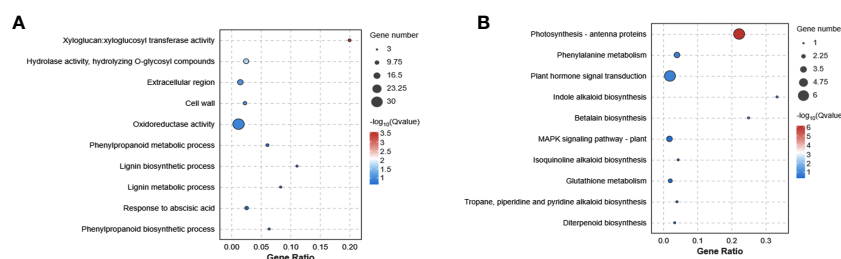 A
Xyloglucan:xyloglucosyl transferase activity
Hydrolase activity, hydrolyzing O-glycosyl compounds
Extracellular region
Cell wall
Oxidoreductase activity
Phenylpropanoid metabolic process
Lignin biosynthetic process
Lignin metabolic process
Response to abscisic acid
Phenylpropanoid biosynthetic process
0.00 0.05 0.10 0.15 0.20
Gene Ratio
Gene number
3
9.75
16.5
23.25
30
-log10(Qvalue)
3.5
3
2.5
2
1.5
1
B
Photosynthesis - antenna proteins
Phenylalanine metabolism
Plant hormone signal transduction
Indole alkaloid biosynthesis
Betalain biosynthesis
MAPK signaling pathway - plant
Isoquinoline alkaloid biosynthesis
Glutathione metabolism
Tropane, piperidine and pyridine alkaloid biosynthesis
Diterpenoid biosynthesis
0.0 0.1 0.2 0.3
Gene Ratio
Gene number
1
2.25
3.5
4.75
6
-log10(Qvalue)
6
5
4
3
2
1